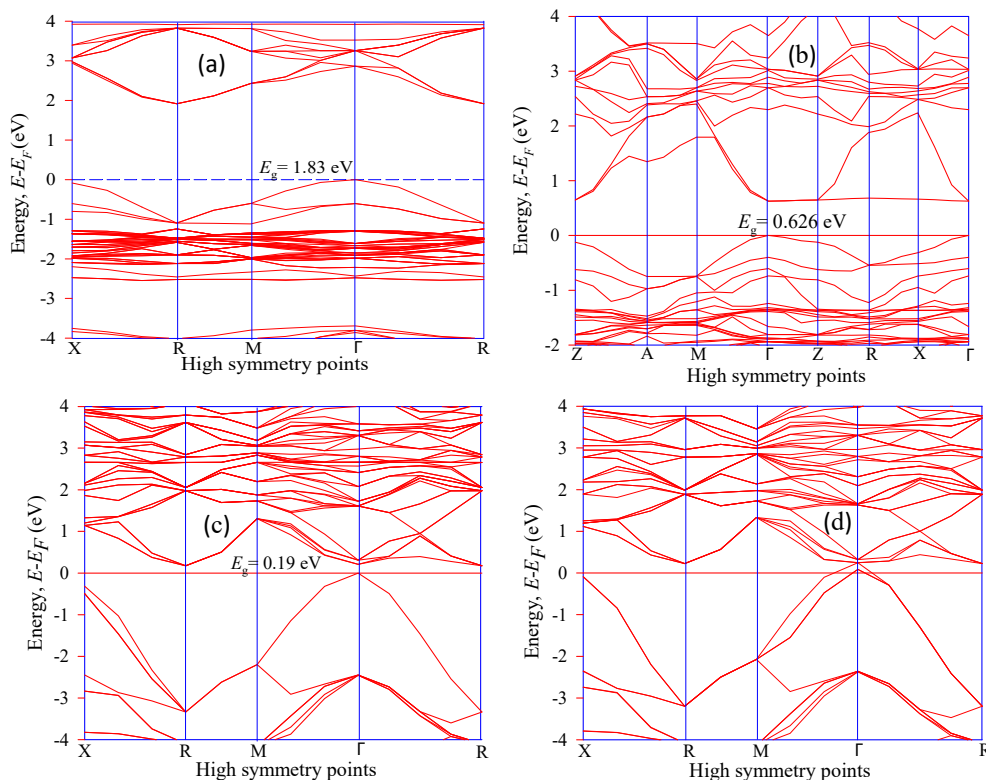 4
3
2
1
0
-1
-2
-3
-4
Energy, E-E_F (eV)
(a)
E_g= 1.83 eV
X R M Γ R
High symmetry points
4
3
2
1
0
-1
-2
Energy, E-E_F (eV)
(b)
E_g= 0.626 eV
Z A M Γ Z R X Γ
High symmetry points
4
3
2
1
0
-1
-2
-3
-4
Energy, E-E_F (eV)
(c)
E_g= 0.19 eV
X R M Γ R
High symmetry points
4
3
2
1
0
-1
-2
-3
-4
Energy, E-E_F (eV)
(d)
X R M Γ R
High symmetry points